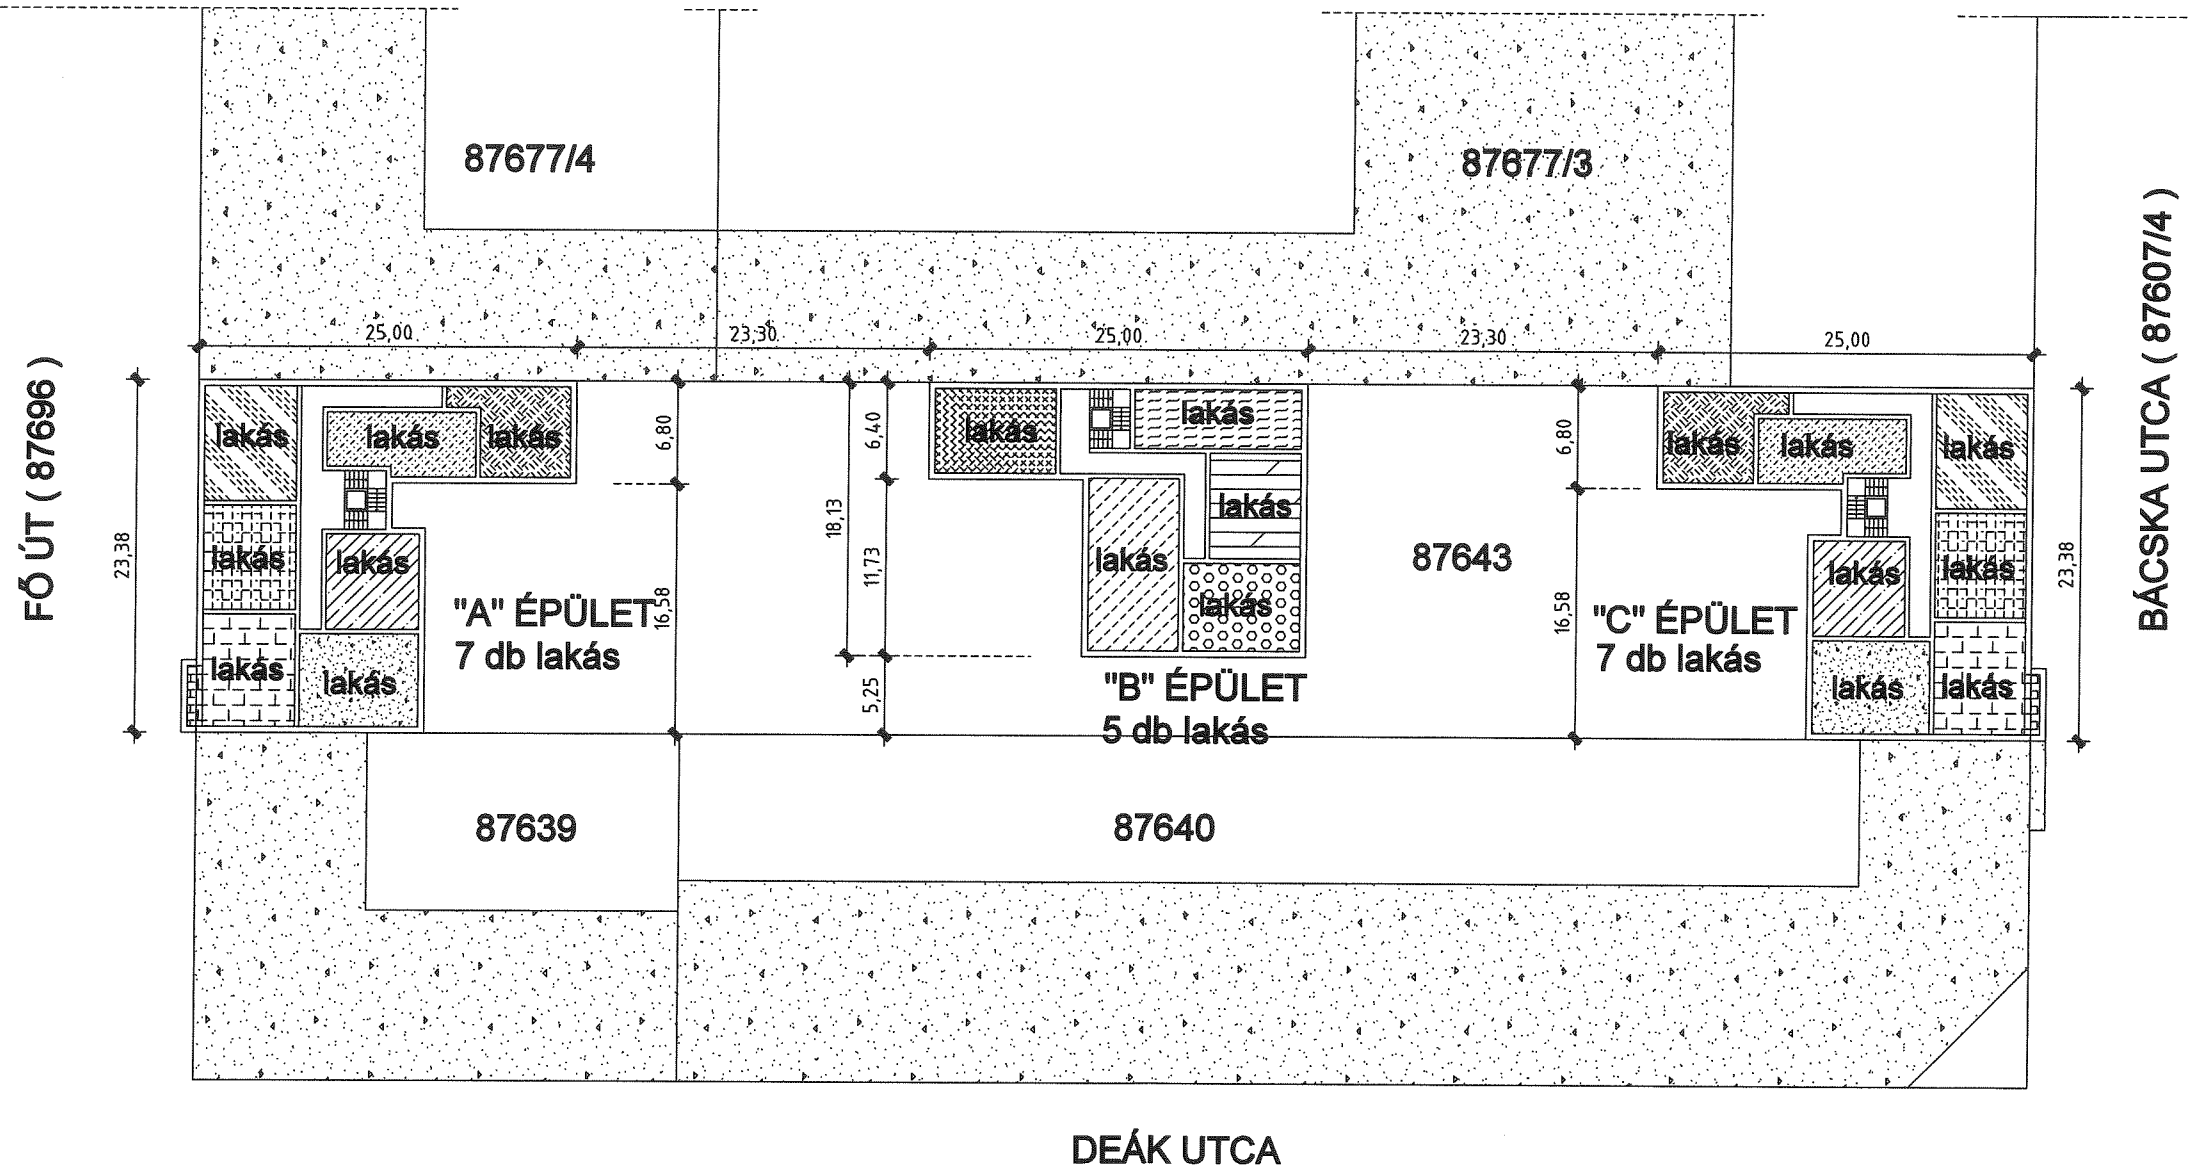 87677/4
87677/3
25,00
23,30
25,00
23,30
25,00
FŐ ÚT ( 87696 )
BÁCSKA UTCA ( 87607/4 )
23,38
lakás
lakás
lakás
lakás
lakás
lakás
lakás
"A" ÉPÜLET
7 db lakás
6,80
16,58
18,13
6,40
11,73
5,25
lakás
lakás
lakás
lakás
lakás
"B" ÉPÜLET
5 db lakás
87643
6,80
16,58
lakás
lakás
lakás
lakás
lakás
lakás
lakás
"C" ÉPÜLET
7 db lakás
23,38
87639
87640
DEÁK UTCA